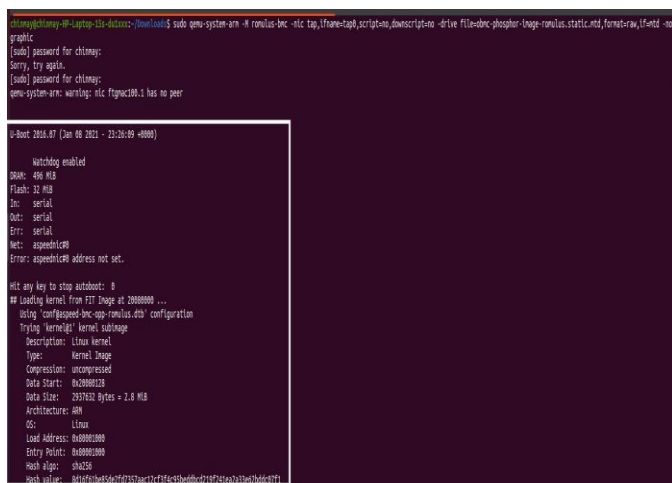 chinmay@chinmay-HP-Laptop-15s-du1xxx:~/Downloads$ sudo qemu-system-arm -M romulus-bmc -nic tap,ifname=tap0,script=no,downscript=no -drive file=obmc-phosphor-image-romulus.static.mtd,format=raw,if=mtd -no
graphic
[sudo] password for chinmay:
Sorry, try again.
[sudo] password for chinmay:
qemu-system-arm: warning: nic ftgmac100.1 has no peer
U-Boot 2016.07 (Jan 08 2021 - 23:26:09 +0000)
Watchdog enabled
DRAM: 496 MiB
Flash: 32 MiB
In: serial
Out: serial
Err: serial
Net: aspeednic#0
Error: aspeednic#0 address not set.
Hit any key to stop autoboot: 0
## Loading kernel from FIT Image at 20080000 ...
Using 'conf@aspeed-bmc-opp-romulus.dtb' configuration
Trying 'kernel@1' kernel subimage
Description: Linux kernel
Type: Kernel Image
Compression: uncompressed
Data Start: 0x20080128
Data Size: 2937632 Bytes = 2.8 MiB
Architecture: ARM
OS: Linux
Load Address: 0x80001000
Entry Point: 0x80001000
Hash algo: sha256
Hash value: